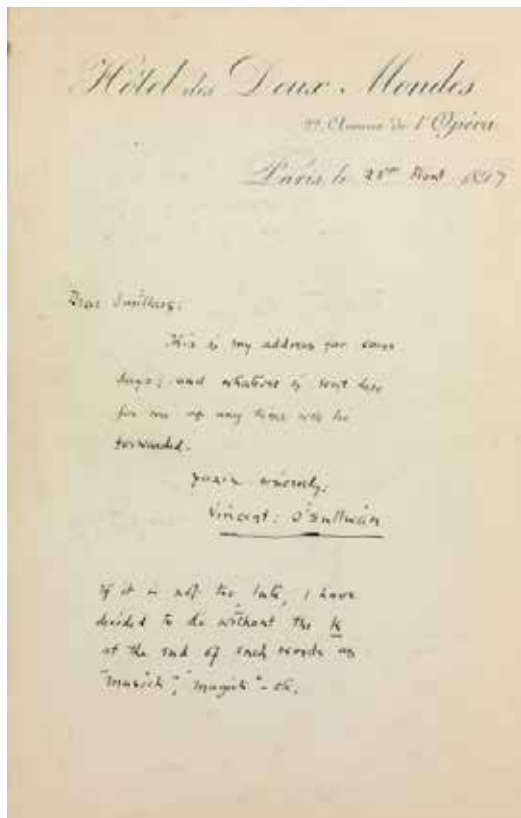 Hôtel des Deux Mondes
22, Avenue de l'Opéra
Paris, le 25me Aout 1897
Dear Smithers:
This is my address for some
days; and whatever is sent here
for me at any time will be
forwarded.
yours sincerely,
Vincent: O'Sullivan
If it is not too late, I have
decided to do without the k
at the end of such words as
"musick", "magick" - etc.